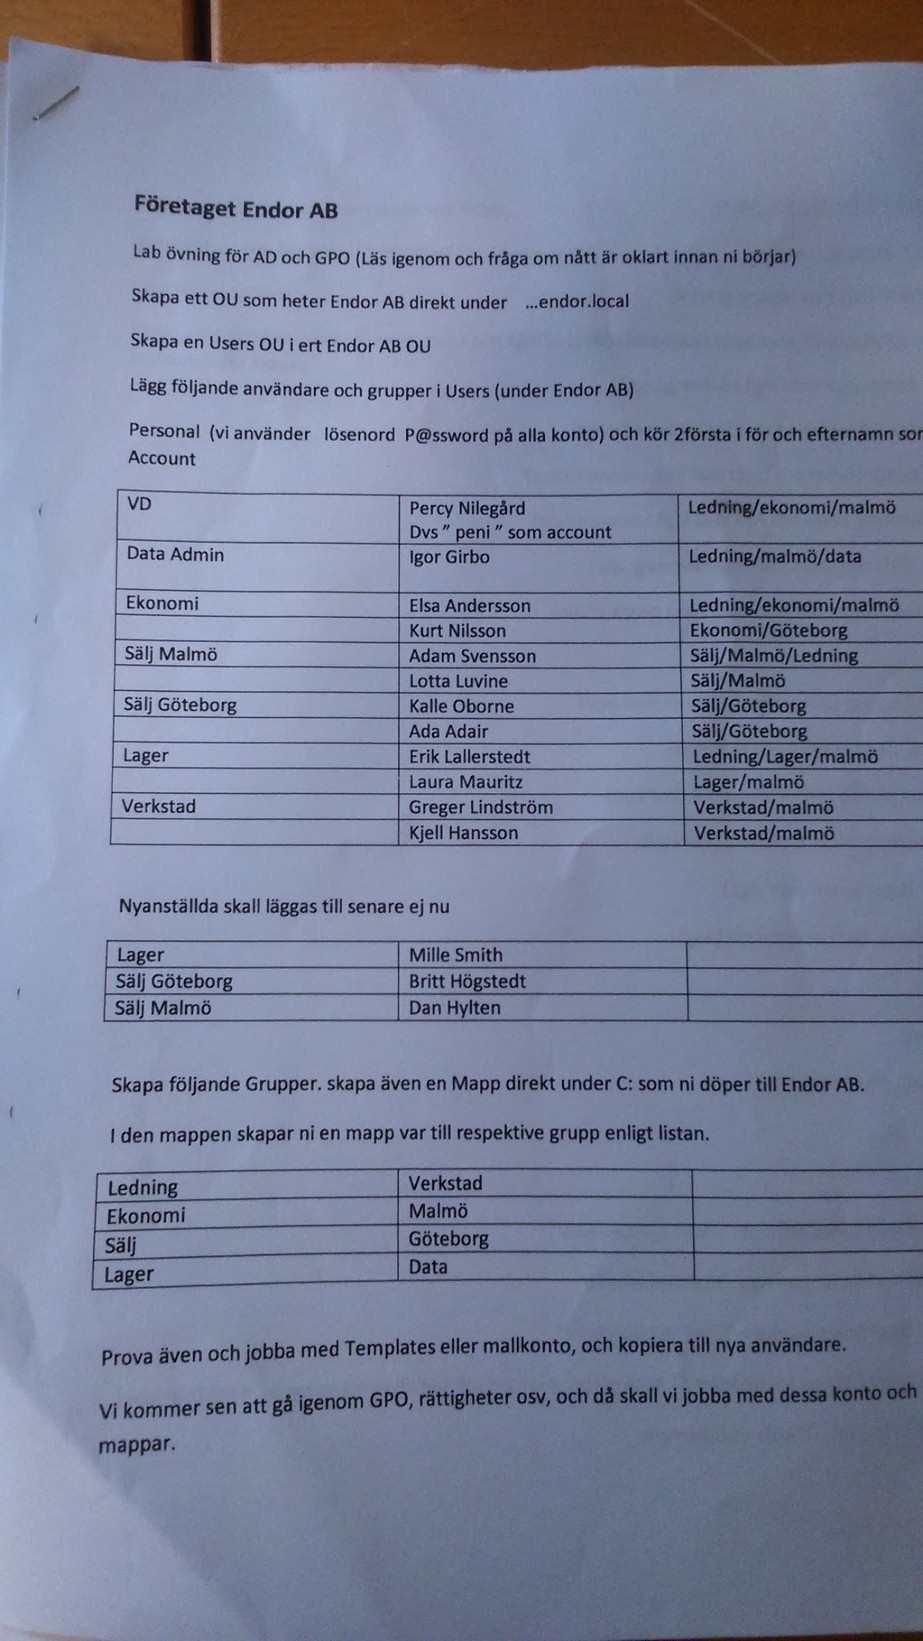 Företaget Endor AB
Lab övning för AD och GPO (Läs igenom och fråga om nått är oklart innan ni börjar)
Skapa ett OU som heter Endor AB direkt under ...endor.local
Skapa en Users OU i ert Endor AB OU
Lägg följande användare och grupper i Users (under Endor AB)
Personal (vi använder lösenord P@ssword på alla konto) och kör 2första i för och efternamn
Account
VD Percy Nilegård Ledning/ekonomi/malmö
Dvs " peni " som account
Data Admin Igor Girbo Ledning/malmö/data
Ekonomi Elsa Andersson Ledning/ekonomi/malmö
Kurt Nilsson Ekonomi/Göteborg
Sälj Malmö Adam Svensson Sälj/Malmö/Ledning
Lotta Luvine Sälj/Malmö
Sälj Göteborg Kalle Oborne Sälj/Göteborg
Ada Adair Sälj/Göteborg
Lager Erik Lallerstedt Ledning/Lager/malmö
Laura Mauritz Lager/malmö
Verkstad Greger Lindström Verkstad/malmö
Kjell Hansson Verkstad/malmö
Nyanställda skall läggas till senare ej nu
Lager Mille Smith
Sälj Göteborg Britt Högstedt
Sälj Malmö Dan Hylten
Skapa följande Grupper. skapa även en Mapp direkt under C: som ni döper till Endor AB.
I den mappen skapar ni en mapp var till respektive grupp enligt listan.
Ledning Verkstad
Ekonomi Malmö
Sälj Göteborg
Lager Data
Prova även och jobba med Templates eller mallkonto, och kopiera till nya användare.
Vi kommer sen att gå igenom GPO, rättigheter osv, och då skall vi jobba med dessa konto och
mappar.